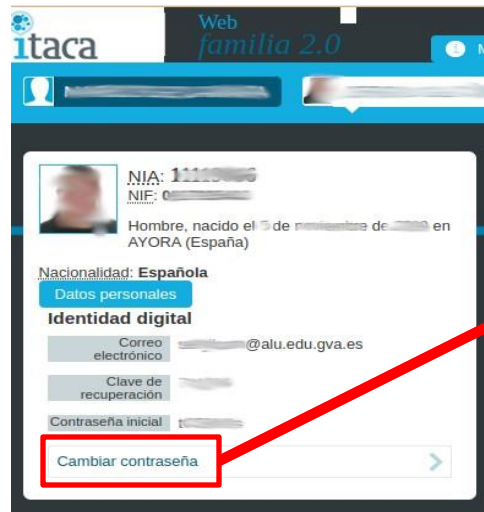 itaca
Web
familia 2.0
NIA:
NIF:
Hombre, nacido el de de en
AYORA (España)
Nacionalidad: Española
Datos personales
Identidad digital
Correo
electrónico @alu.edu.gva.es
Clave de
recuperación
Contraseña inicial
Cambiar contraseña